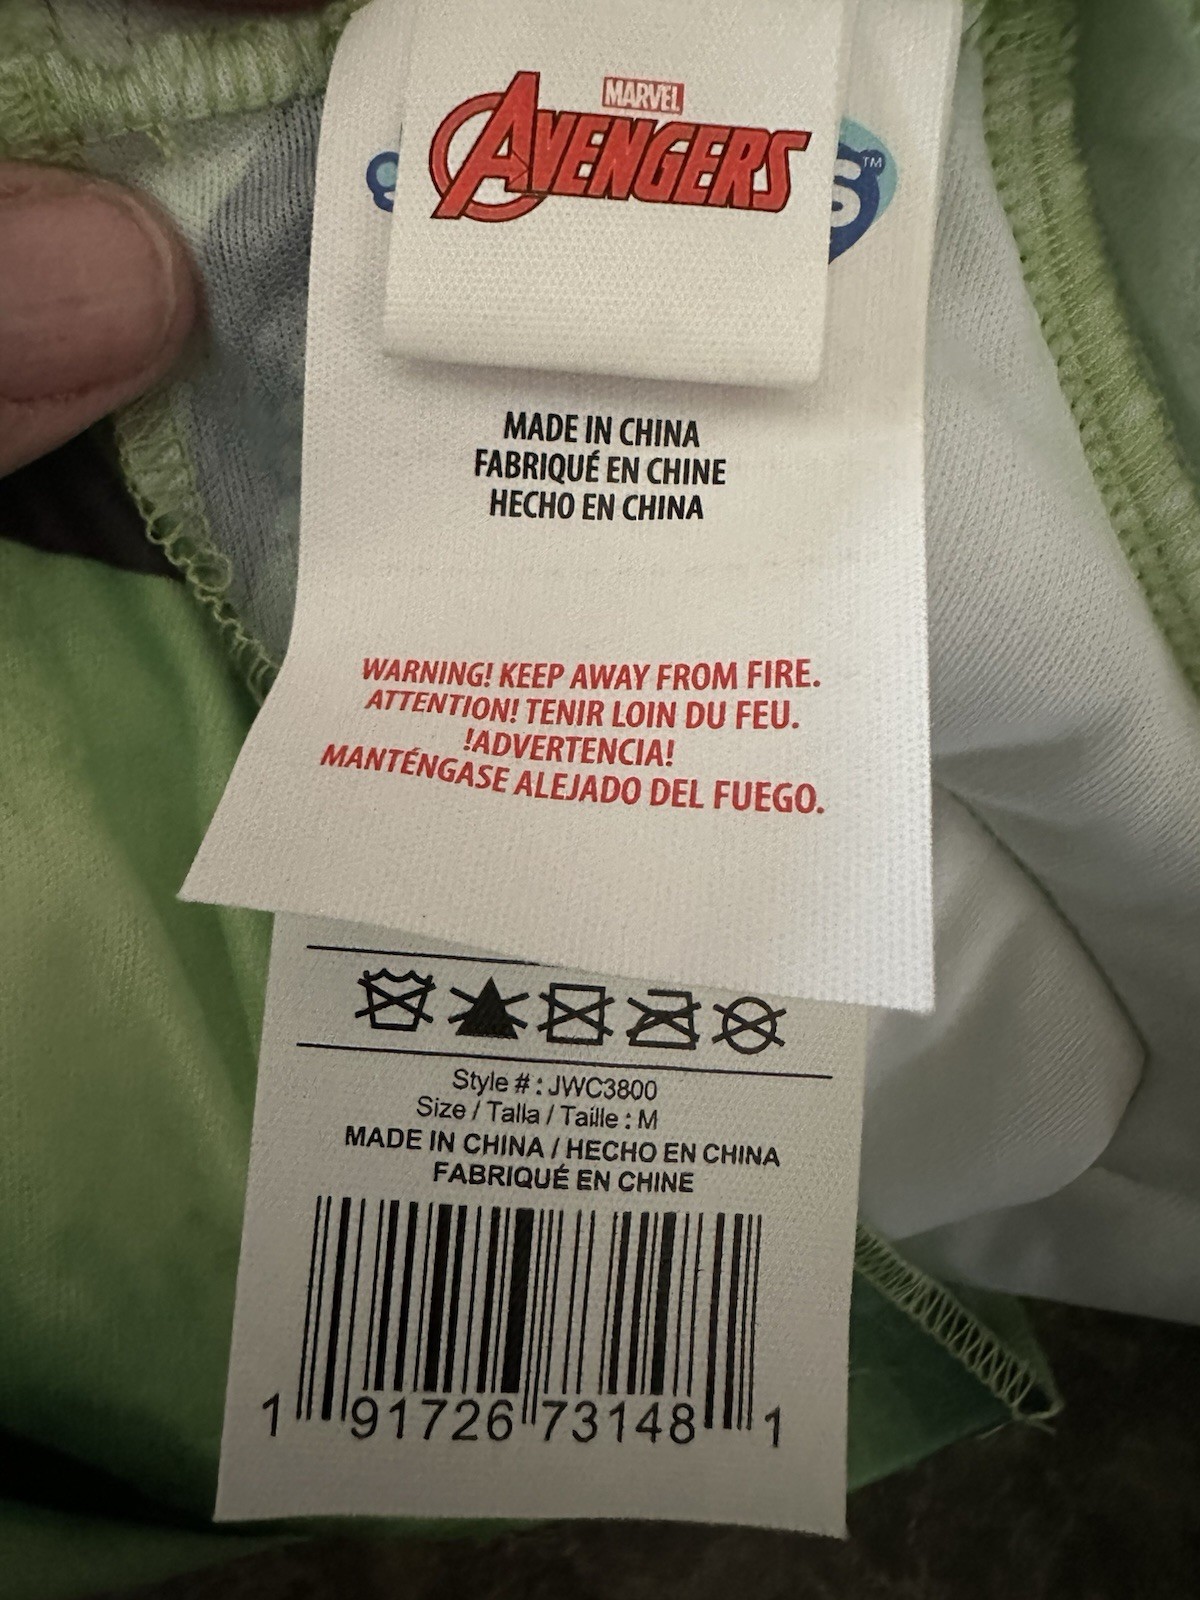 MARVEL
AVENGERS
S™
MADE IN CHINA
FABRIQUÉ EN CHINE
HECHO EN CHINA
WARNING! KEEP AWAY FROM FIRE.
ATTENTION! TENIR LOIN DU FEU.
!ADVERTENCIA!
MANTÉNGASE ALEJADO DEL FUEGO.
Style # : JWC3800
Size / Talla / Taille : M
MADE IN CHINA / HECHO EN CHINA
FABRIQUÉ EN CHINE
1 91726 73148 1